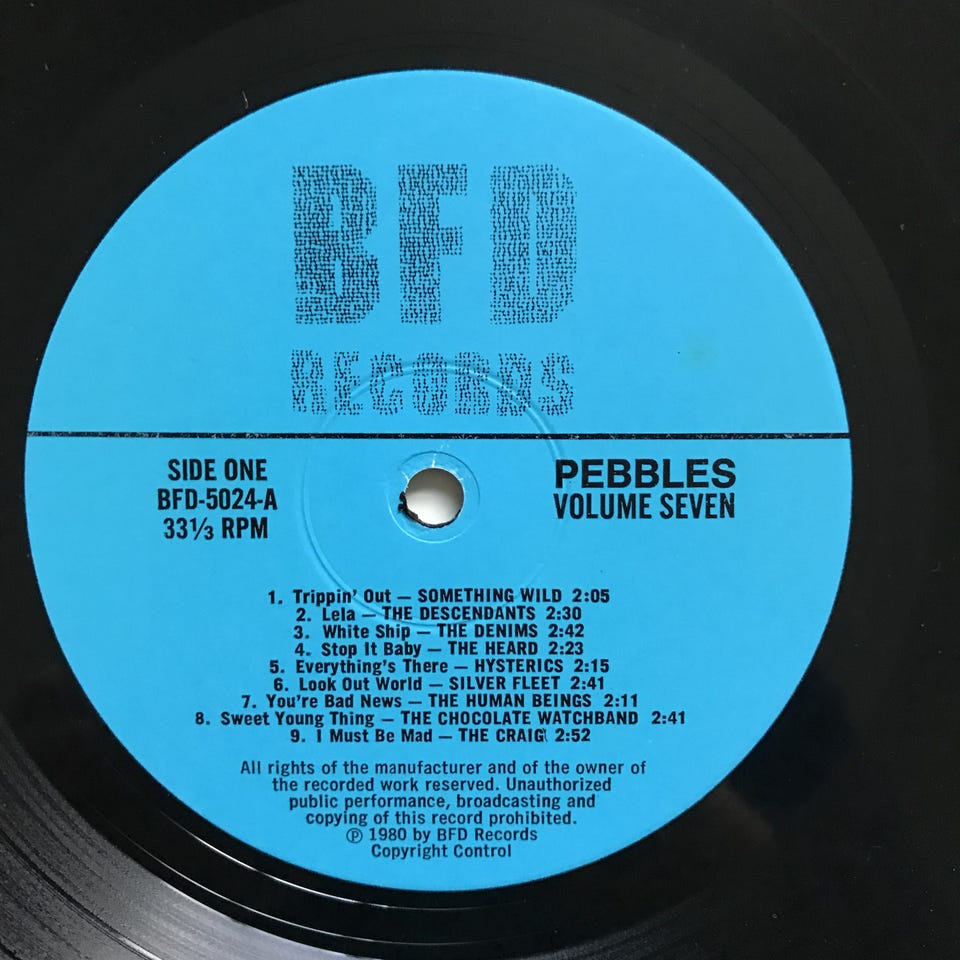 BFD
RECORDS
SIDE ONE
BFD-5024-A
33⅓ RPM
PEBBLES
VOLUME SEVEN
1. Trippin' Out — SOMETHING WILD 2:05
2. Lela — THE DESCENDANTS 2:30
3. White Ship — THE DENIMS 2:42
4. Stop It Baby — THE HEARD 2:23
5. Everything's There — HYSTERICS 2:15
6. Look Out World — SILVER FLEET 2:41
7. You're Bad News — THE HUMAN BEINGS 2:11
8. Sweet Young Thing — THE CHOCOLATE WATCHBAND 2:41
9. I Must Be Mad — THE CRAIG 2:52
All rights of the manufacturer and of the owner of
the recorded work reserved. Unauthorized
public performance, broadcasting and
copying of this record prohibited.
℗ 1980 by BFD Records
Copyright Control